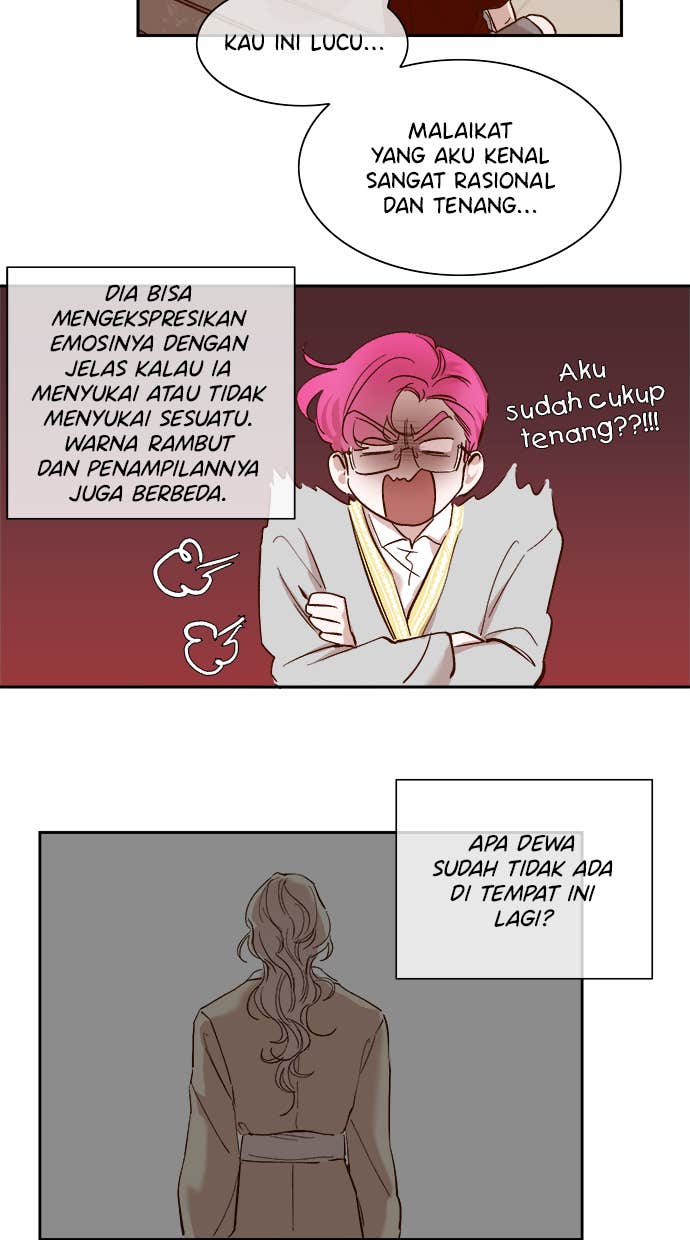 KAU INI LUCU...
MALAIKAT
YANG AKU KENAL
SANGAT RASIONAL
DAN TENANG...
DIA BISA
MENGEKSPRESIKAN
EMOSINYA DENGAN
JELAS KALAU IA
MENYUKAI ATAU TIDAK
MENYUKAI SESUATU.
WARNA RAMBUT
DAN PENAMPILANNYA
JUGA BERBEDA.
Aku
sudah cukup
tenang??!!!
APA DEWA
SUDAH TIDAK ADA
DI TEMPAT INI
LAGI?